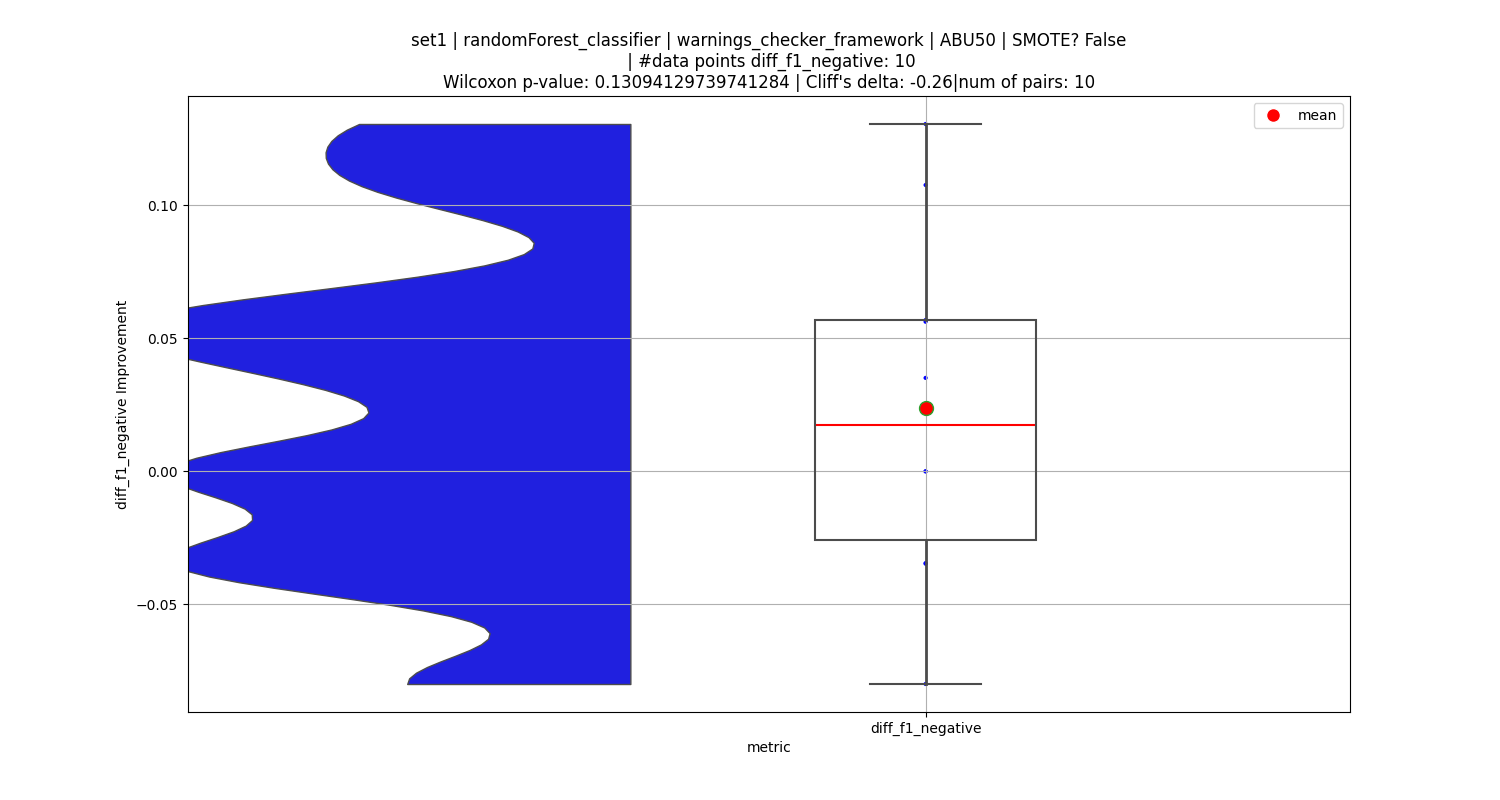 set1 | randomForest_classifier | warnings_checker_framework | ABU50 | SMOTE? False
| #data points diff_f1_negative: 10
Wilcoxon p-value: 0.13094129739741284 | Cliff's delta: -0.26|num of pairs: 10
mean
0.10
0.05
0.00
−0.05
diff_f1_negative Improvement
diff_f1_negative
metric